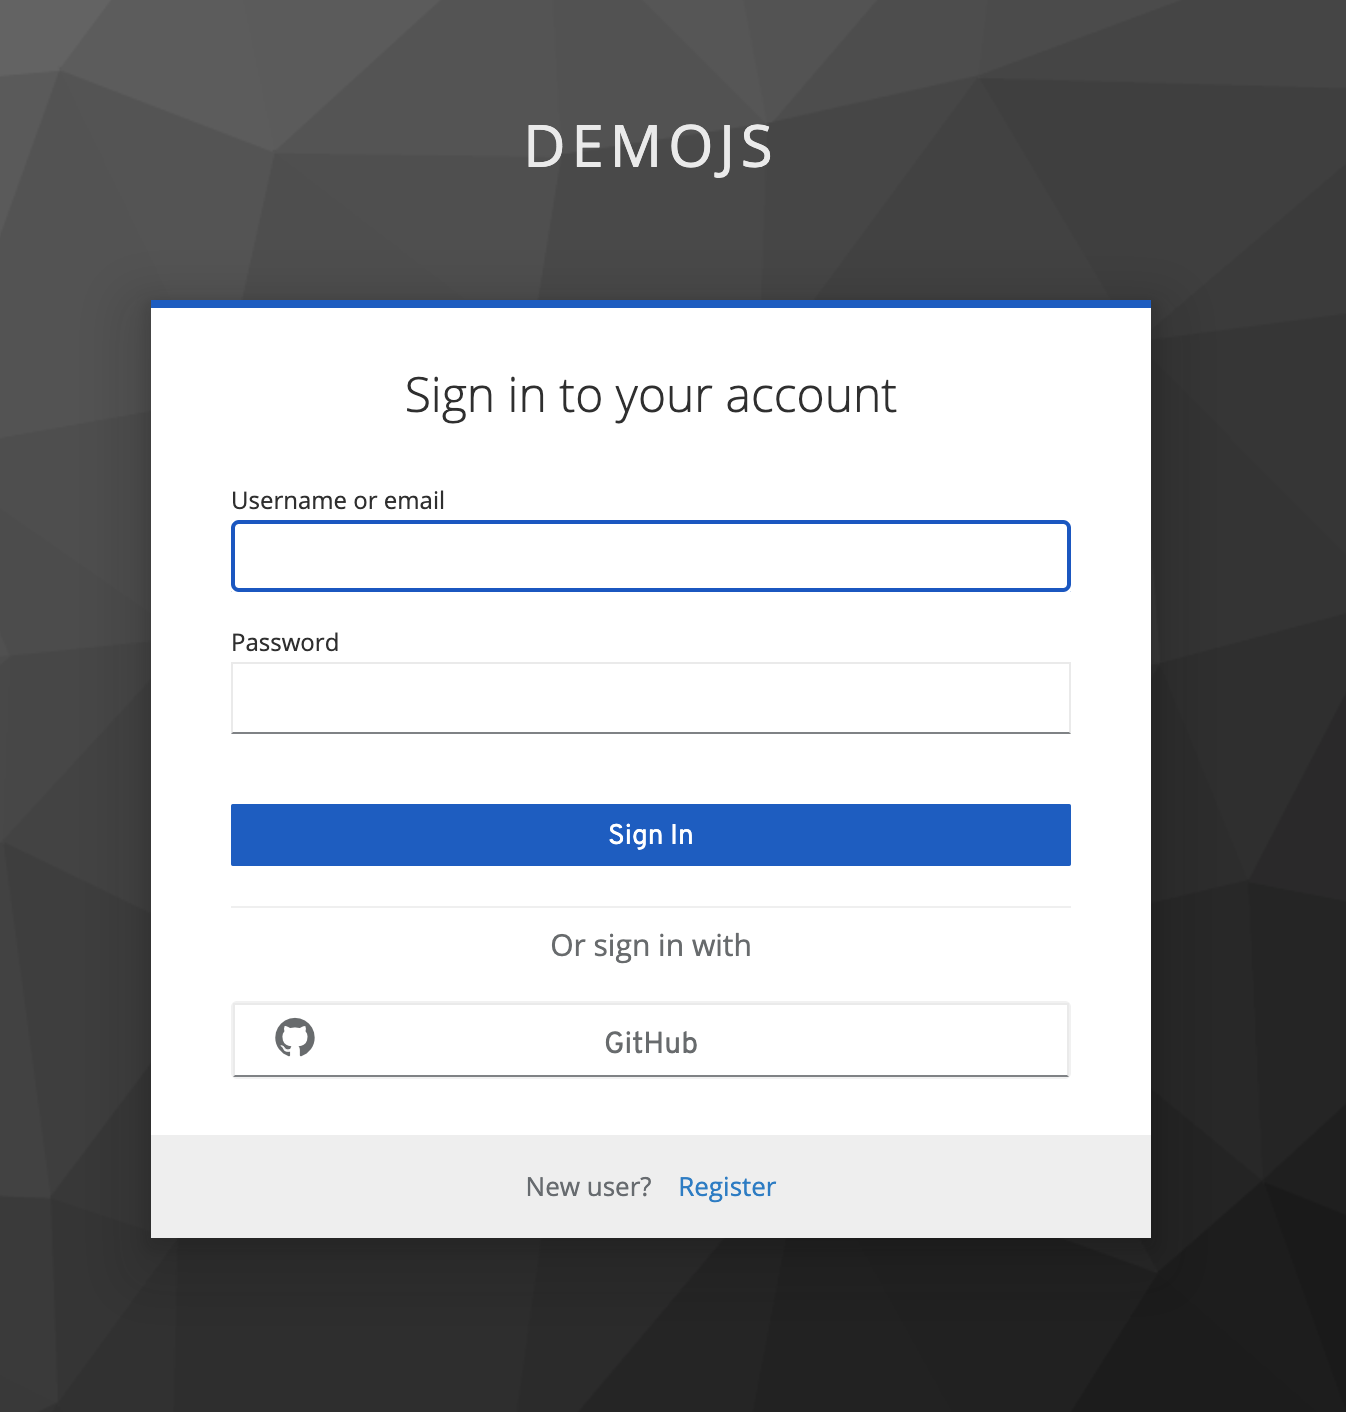 DEMOJS
Sign in to your account
Username or email
Password
Sign In
Or sign in with
GitHub
New user? Register